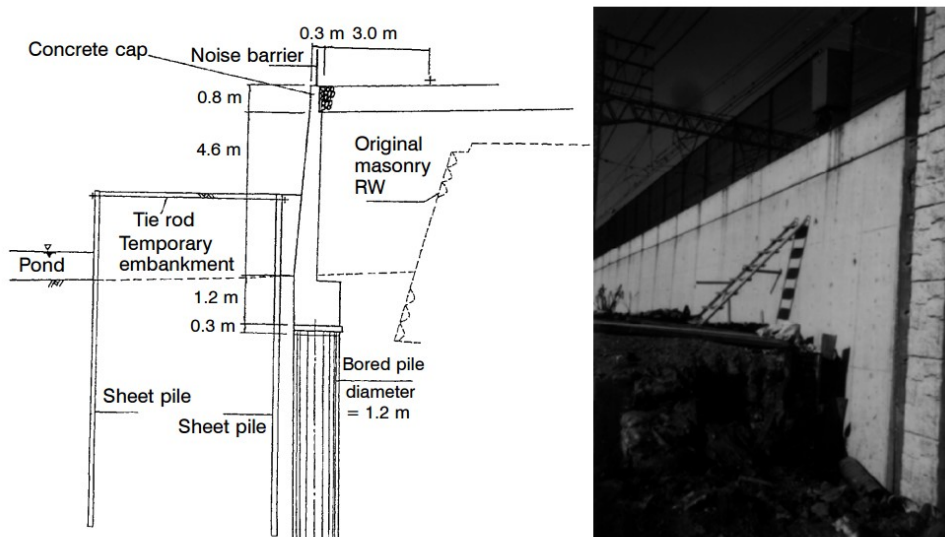 0.3 m 3.0 m
Concrete cap
Noise barrier
0.8 m
4.6 m
Original
masonry
RW
Tie rod
Temporary
embankment
Pond
1.2 m
0.3 m
Bored pile
diameter
= 1.2 m
Sheet pile
Sheet pile